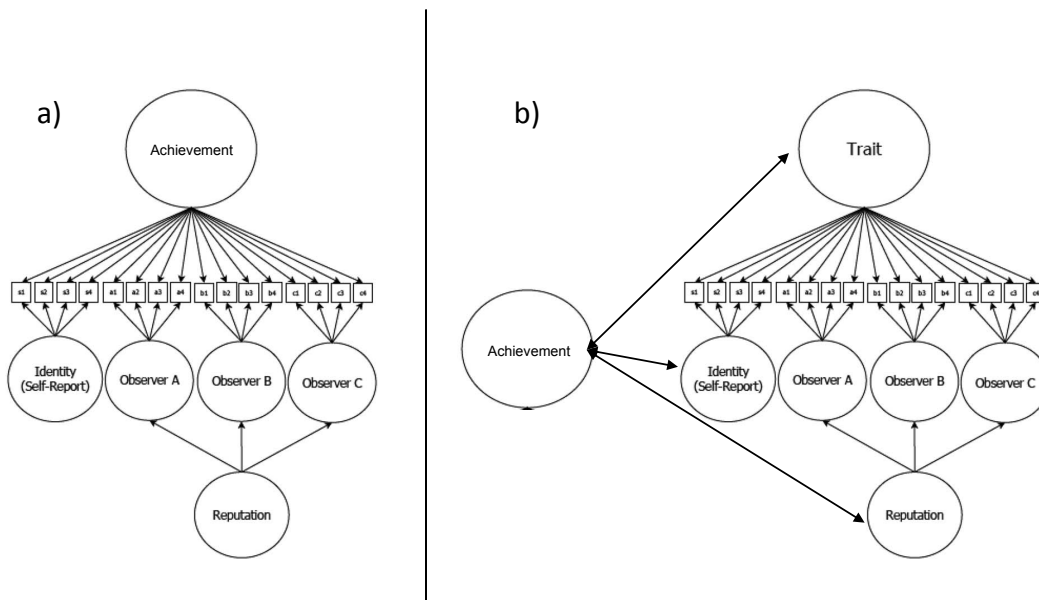 a)
Achievement
s1 s2 s3 s4 a1 a2 a3 a4 b1 b2 b3 b4 c1 c2 c3 c4
Identity
(Self-Report)
Observer A
Observer B
Observer C
Reputation
b)
Trait
Achievement
s1 s2 s3 s4 a1 a2 a3 a4 b1 b2 b3 b4 c1 c2 c3 c4
Identity
(Self-Report)
Observer A
Observer B
Observer C
Reputation